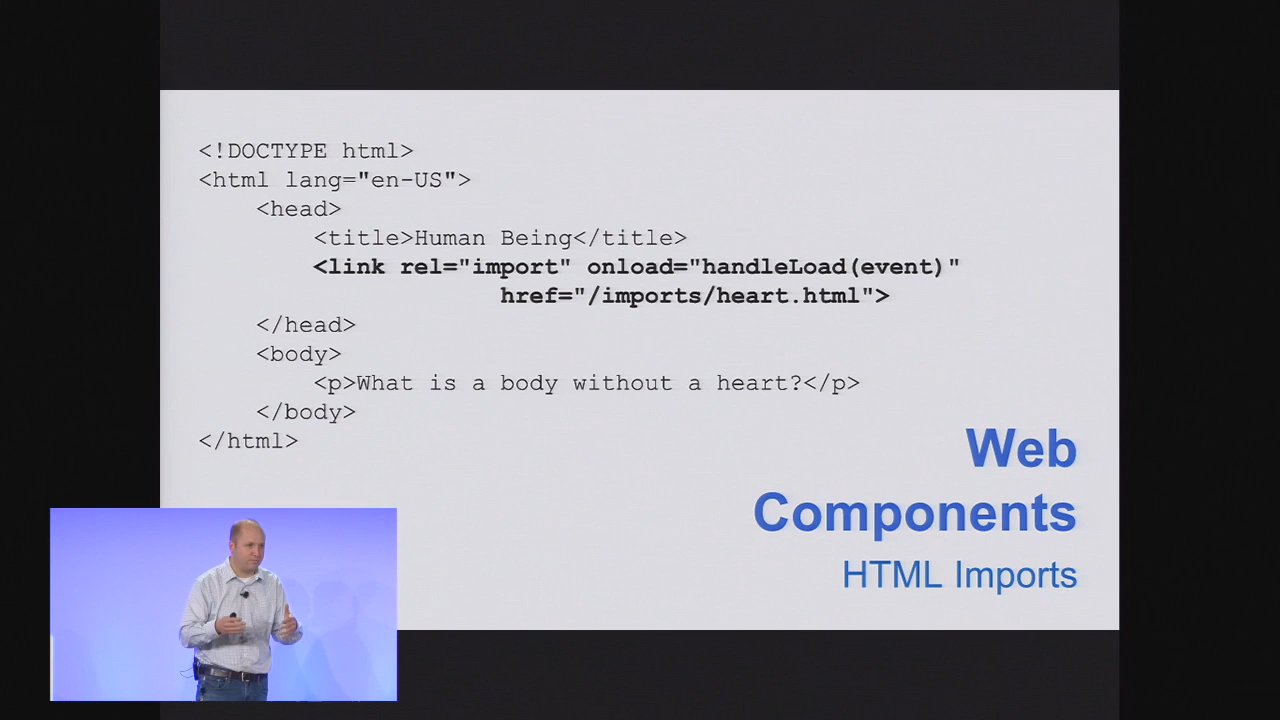 <!DOCTYPE html>
<html lang="en-US">
<head>
<title>Human Being</title>
<link rel="import" onload="handleLoad(event)"
href="/imports/heart.html">
</head>
<body>
<p>What is a body without a heart?</p>
</body>
</html>
Web
Components
HTML Imports